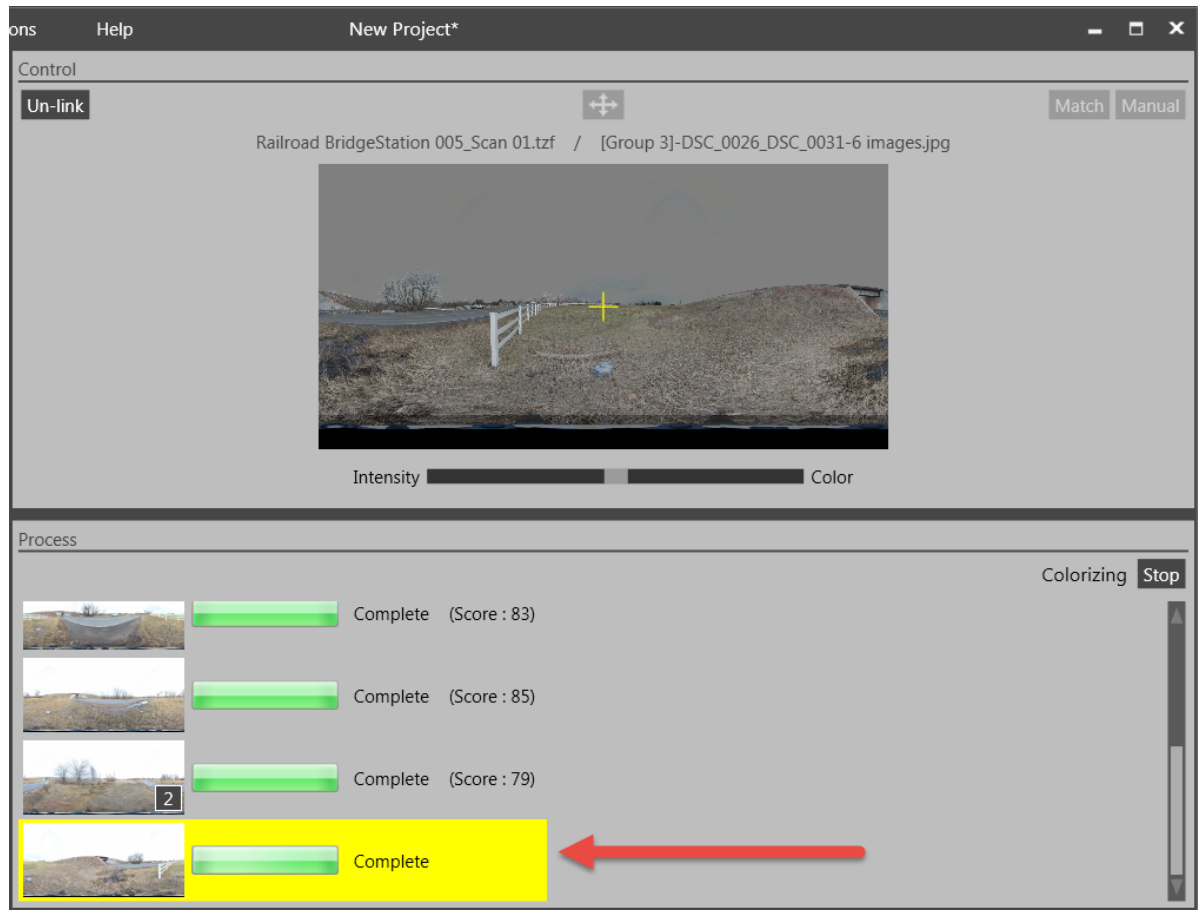 ons Help New Project*
Control
Un-link Match Manual
Railroad BridgeStation 005_Scan 01.tzf / [Group 3]-DSC_0026_DSC_0031-6 images.jpg
Intensity Color
Process
Colorizing Stop
Complete (Score : 83)
Complete (Score : 85)
2 Complete (Score : 79)
Complete